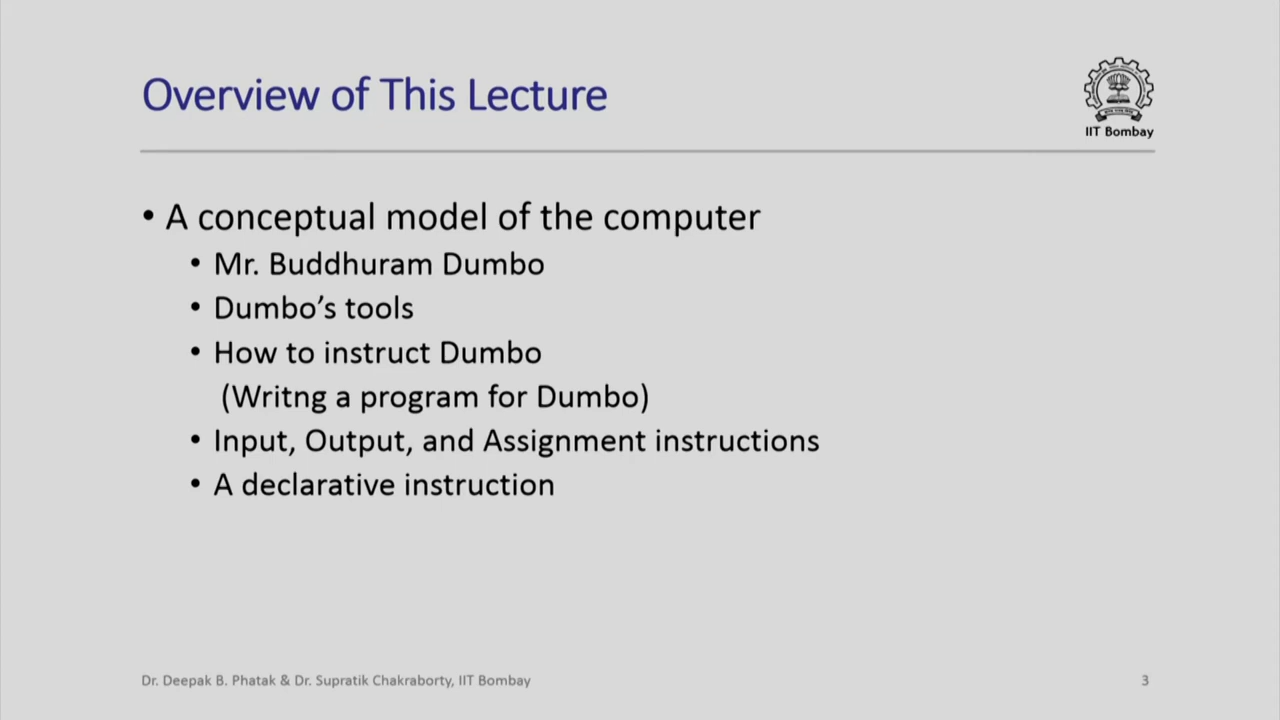 Overview of This Lecture
IIT Bombay
• A conceptual model of the computer
• Mr. Buddhuram Dumbo
• Dumbo’s tools
• How to instruct Dumbo
(Writng a program for Dumbo)
• Input, Output, and Assignment instructions
• A declarative instruction
Dr. Deepak B. Phatak & Dr. Supratik Chakraborty, IIT Bombay
3